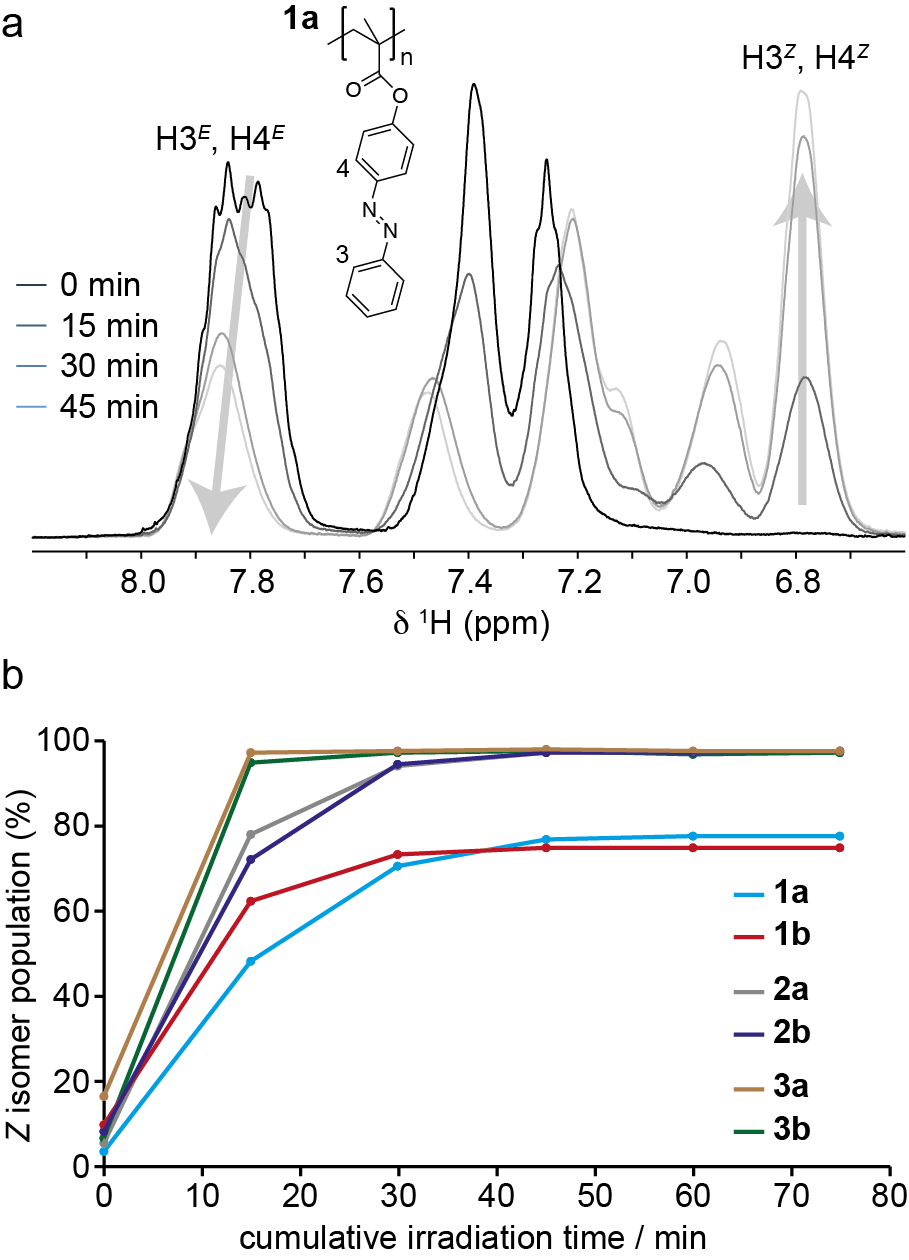 a
1a
n
O
O
4
N
N
3
H3E, H4E
H3Z, H4Z
0 min
15 min
30 min
45 min
8.0 7.8 7.6 7.4 7.2 7.0 6.8
δ ¹H (ppm)
b
Z isomer population (%)
100
80
60
40
20
0
1a
1b
2a
2b
3a
3b
0 10 20 30 40 50 60 70 80
cumulative irradiation time / min